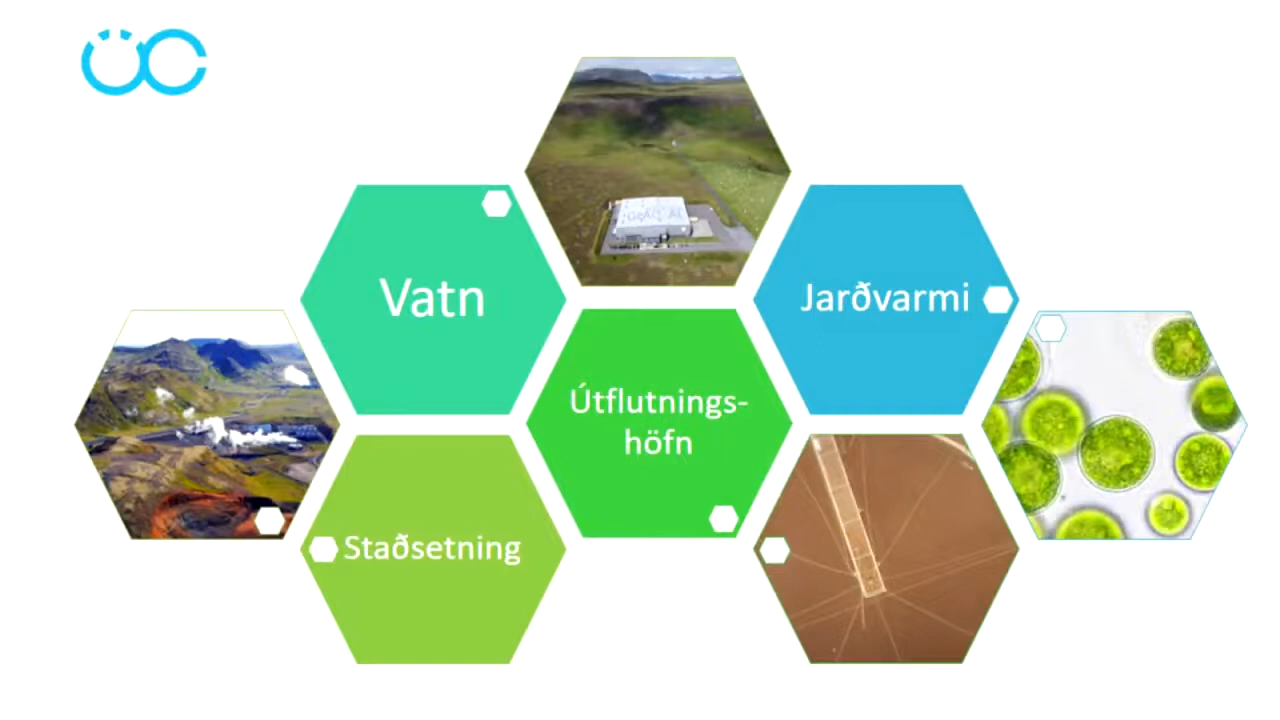 Vatn
Jarðvarmi
Útflutnings-
höfn
Staðsetning